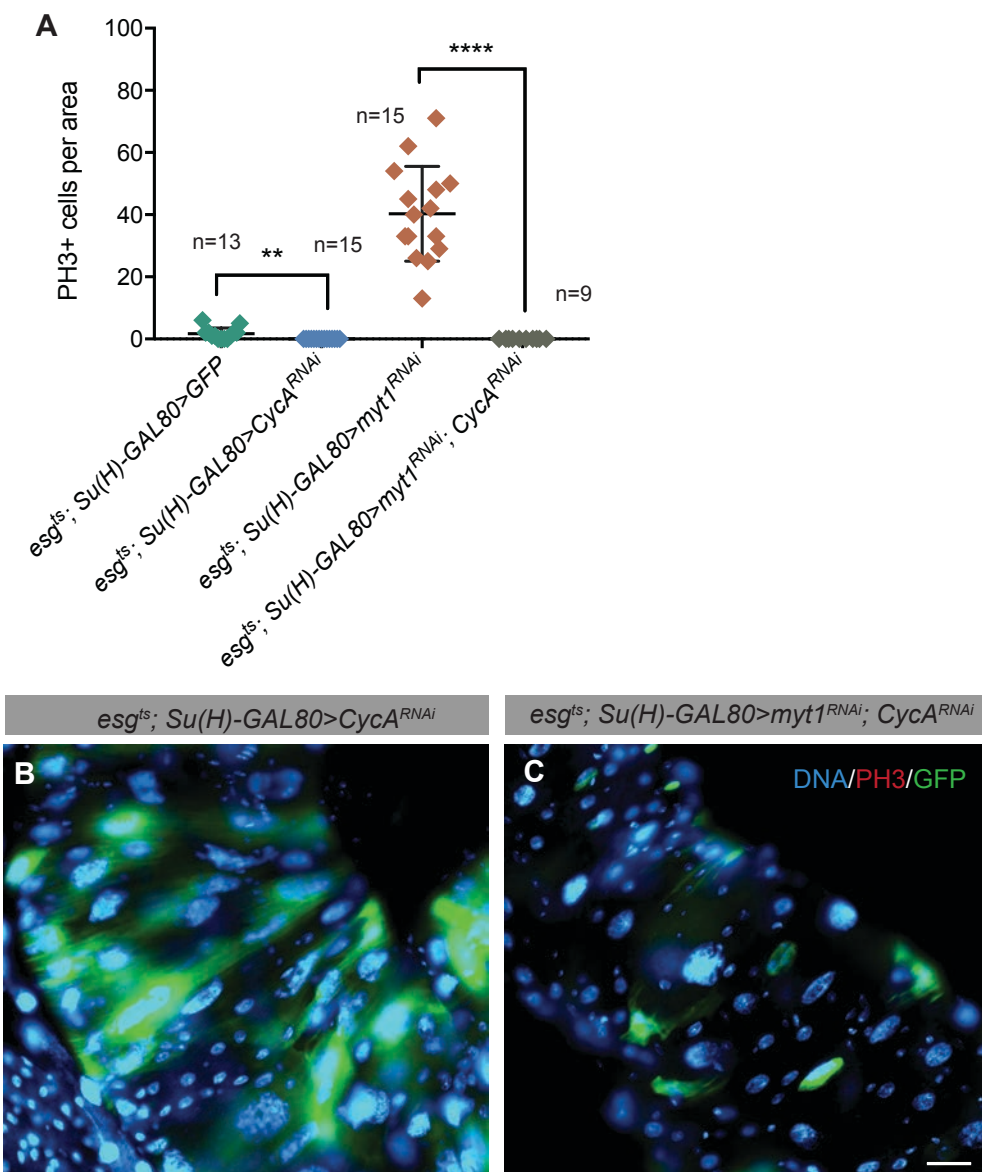 A
100
80
60
40
20
0
PH3+ cells per area
n=13
**
n=15
n=15
****
n=9
esg^ts; Su(H)-GAL80>GFP
esg^ts; Su(H)-GAL80>CycA^RNAi
esg^ts; Su(H)-GAL80>myt1^RNAi
esg^ts; Su(H)-GAL80>myt1^RNAi; CycA^RNAi
esg^ts; Su(H)-GAL80>CycA^RNAi
esg^ts; Su(H)-GAL80>myt1^RNAi; CycA^RNAi
B
C
DNA/PH3/GFP